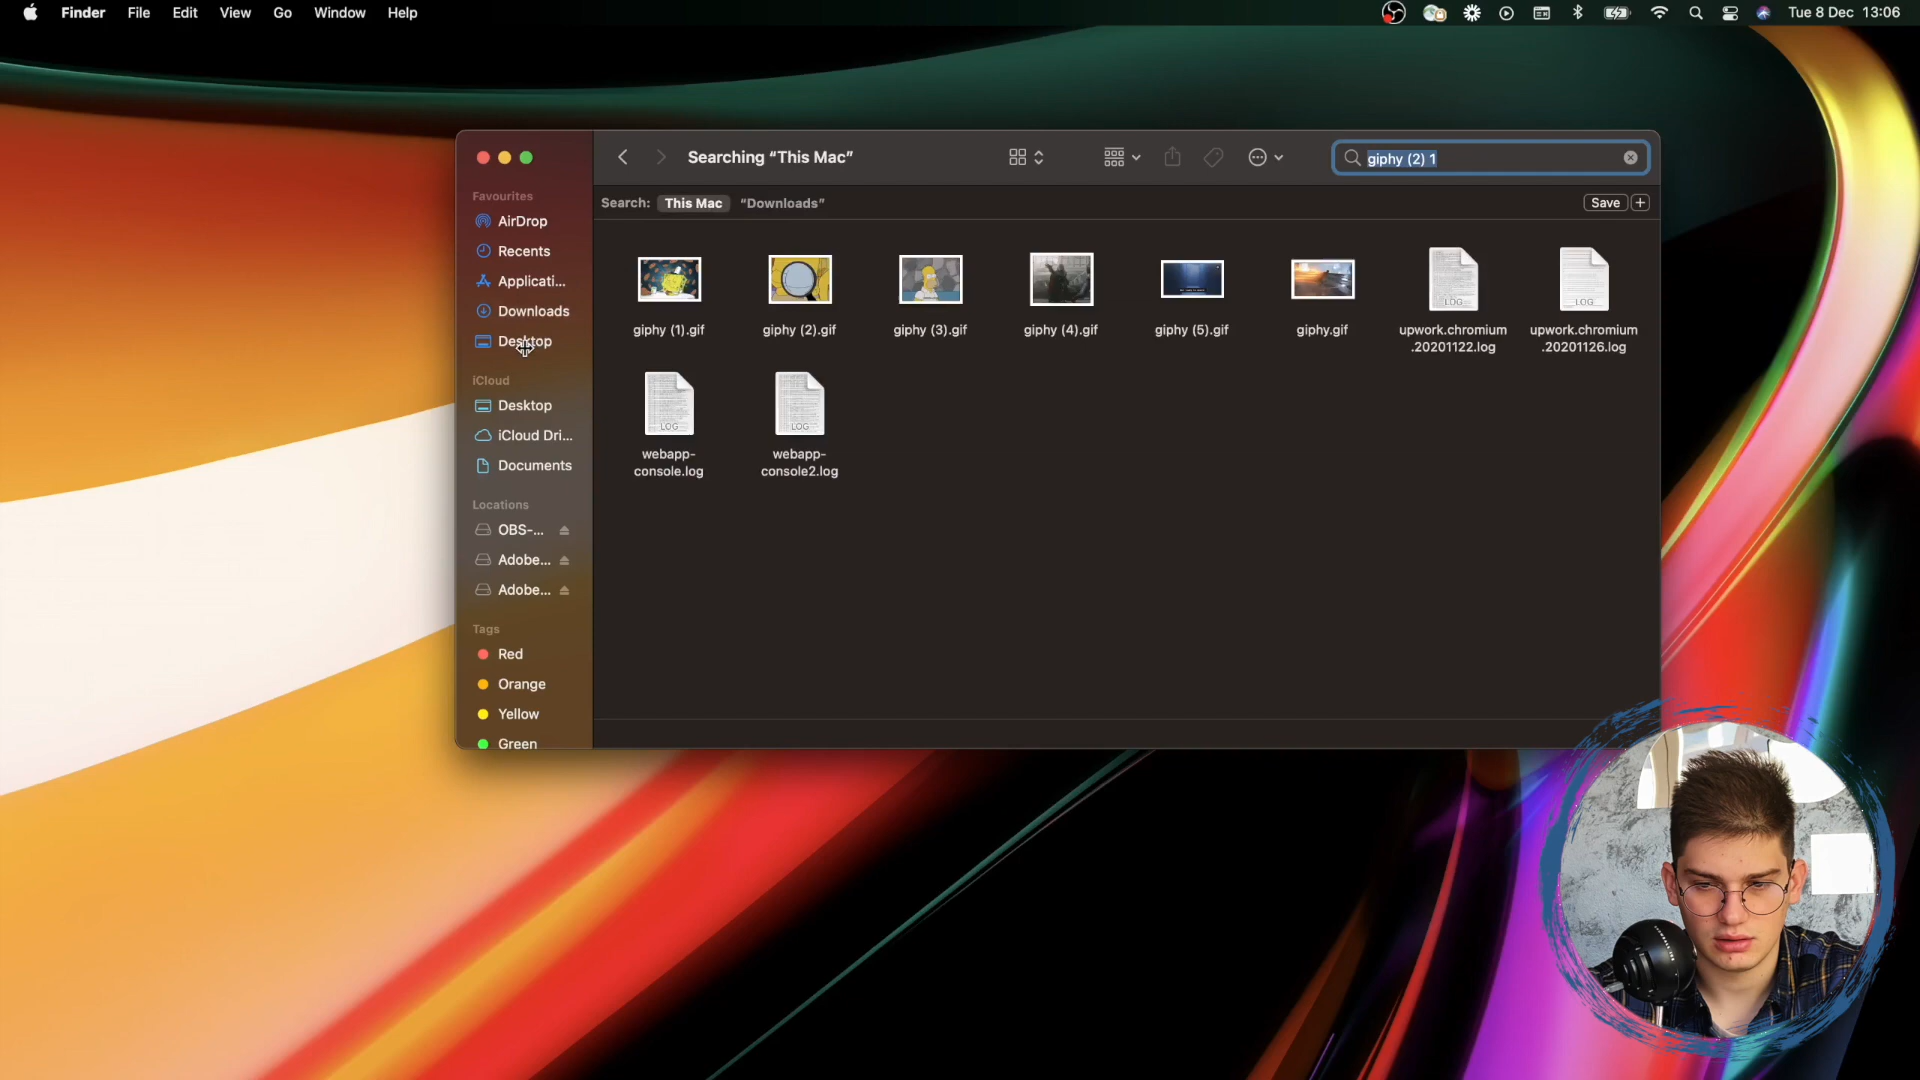 Finder File Edit View Go Window Help
Tue 8 Dec 13:06
Searching “This Mac”
giphy (2) 1
Search: This Mac “Downloads”
Save
Favourites
AirDrop
Recents
Applicati...
Downloads
Desktop
iCloud
Desktop
iCloud Dri...
Documents
Locations
OBS-...
Adobe...
Adobe...
Tags
Red
Orange
Yellow
Green
giphy (1).gif
giphy (2).gif
giphy (3).gif
giphy (4).gif
giphy (5).gif
giphy.gif
LOG
upwork.chromium
.20201122.log
LOG
upwork.chromium
.20201126.log
LOG
webapp-
console.log
LOG
webapp-
console2.log